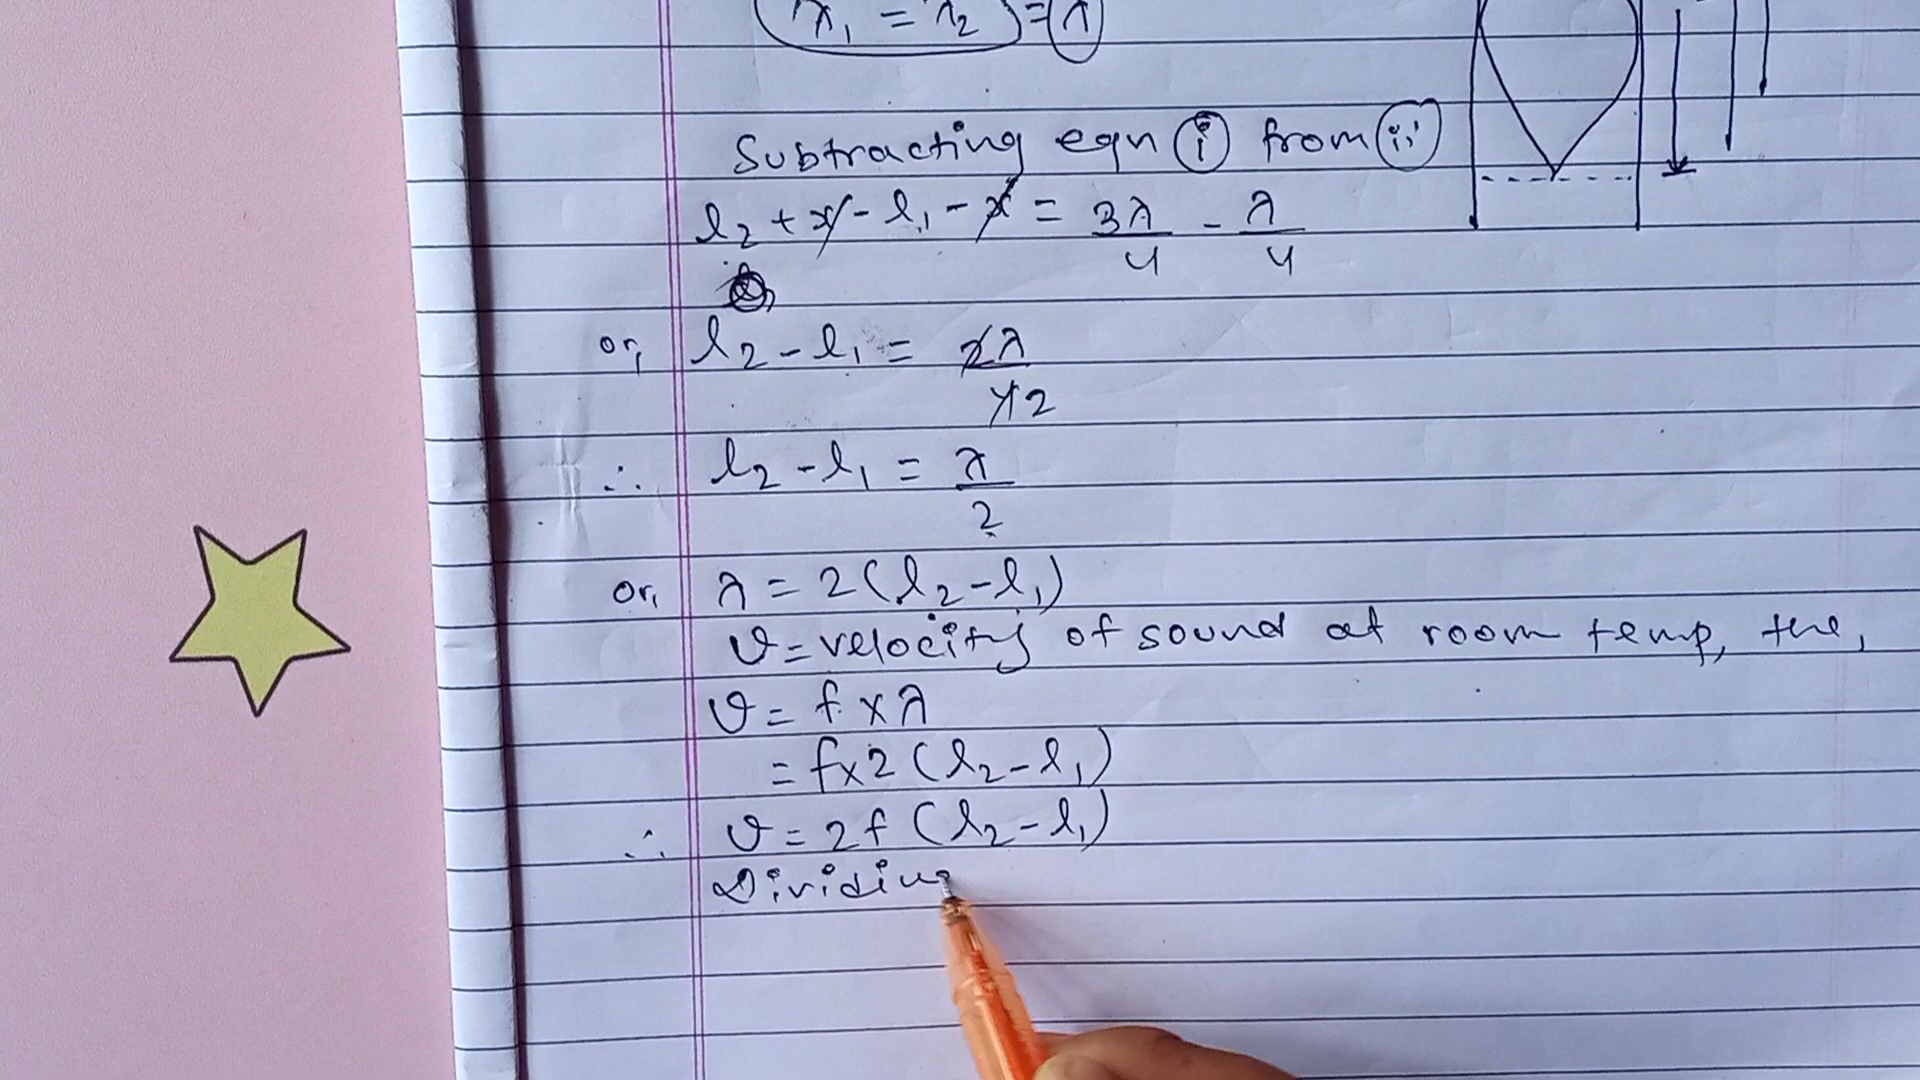 λ₁ = λ₂ = λ
Subtracting eqn (i) from (ii)
l₂ + x - l₁ - x = 3λ/4 - λ/4
or, l₂ - l₁ = 2λ/4 2
∴ l₂ - l₁ = λ/2
or, λ = 2(l₂ - l₁)
v = velocity of sound at room temp, the,
v = f × λ
= f × 2 (l₂ - l₁)
∴ v = 2f (l₂ - l₁)
Dividing